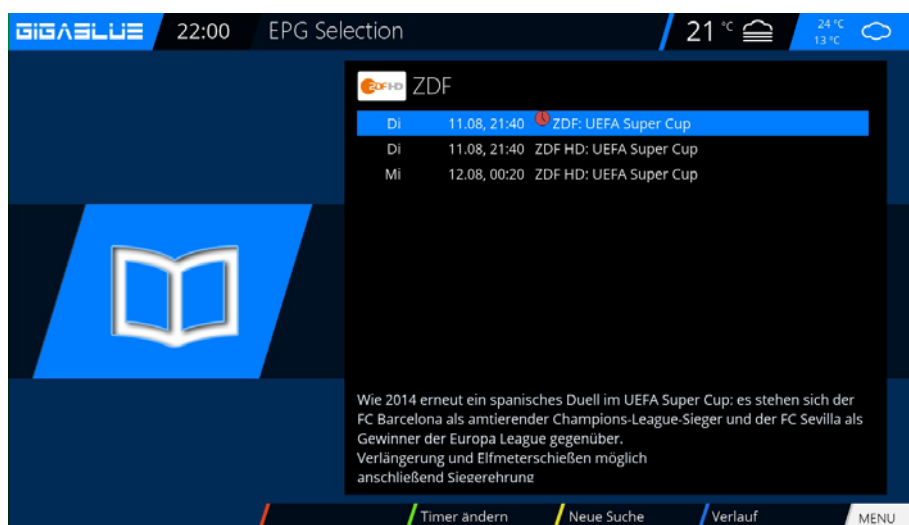 GIGABLUE 22:00 EPG Selection 21 °C 24 °C
13 °C
ZDFHD ZDF
Di 11.08, 21:40 ZDF: UEFA Super Cup
Di 11.08, 21:40 ZDF HD: UEFA Super Cup
Mi 12.08, 00:20 ZDF HD: UEFA Super Cup
Wie 2014 erneut ein spanisches Duell im UEFA Super Cup: es stehen sich der
FC Barcelona als amtierender Champions-League-Sieger und der FC Sevilla als
Gewinner der Europa League gegenüber.
Verlängerung und Elfmeterschießen möglich
anschließend Siegerehrung
Timer ändern Neue Suche Verlauf MENU